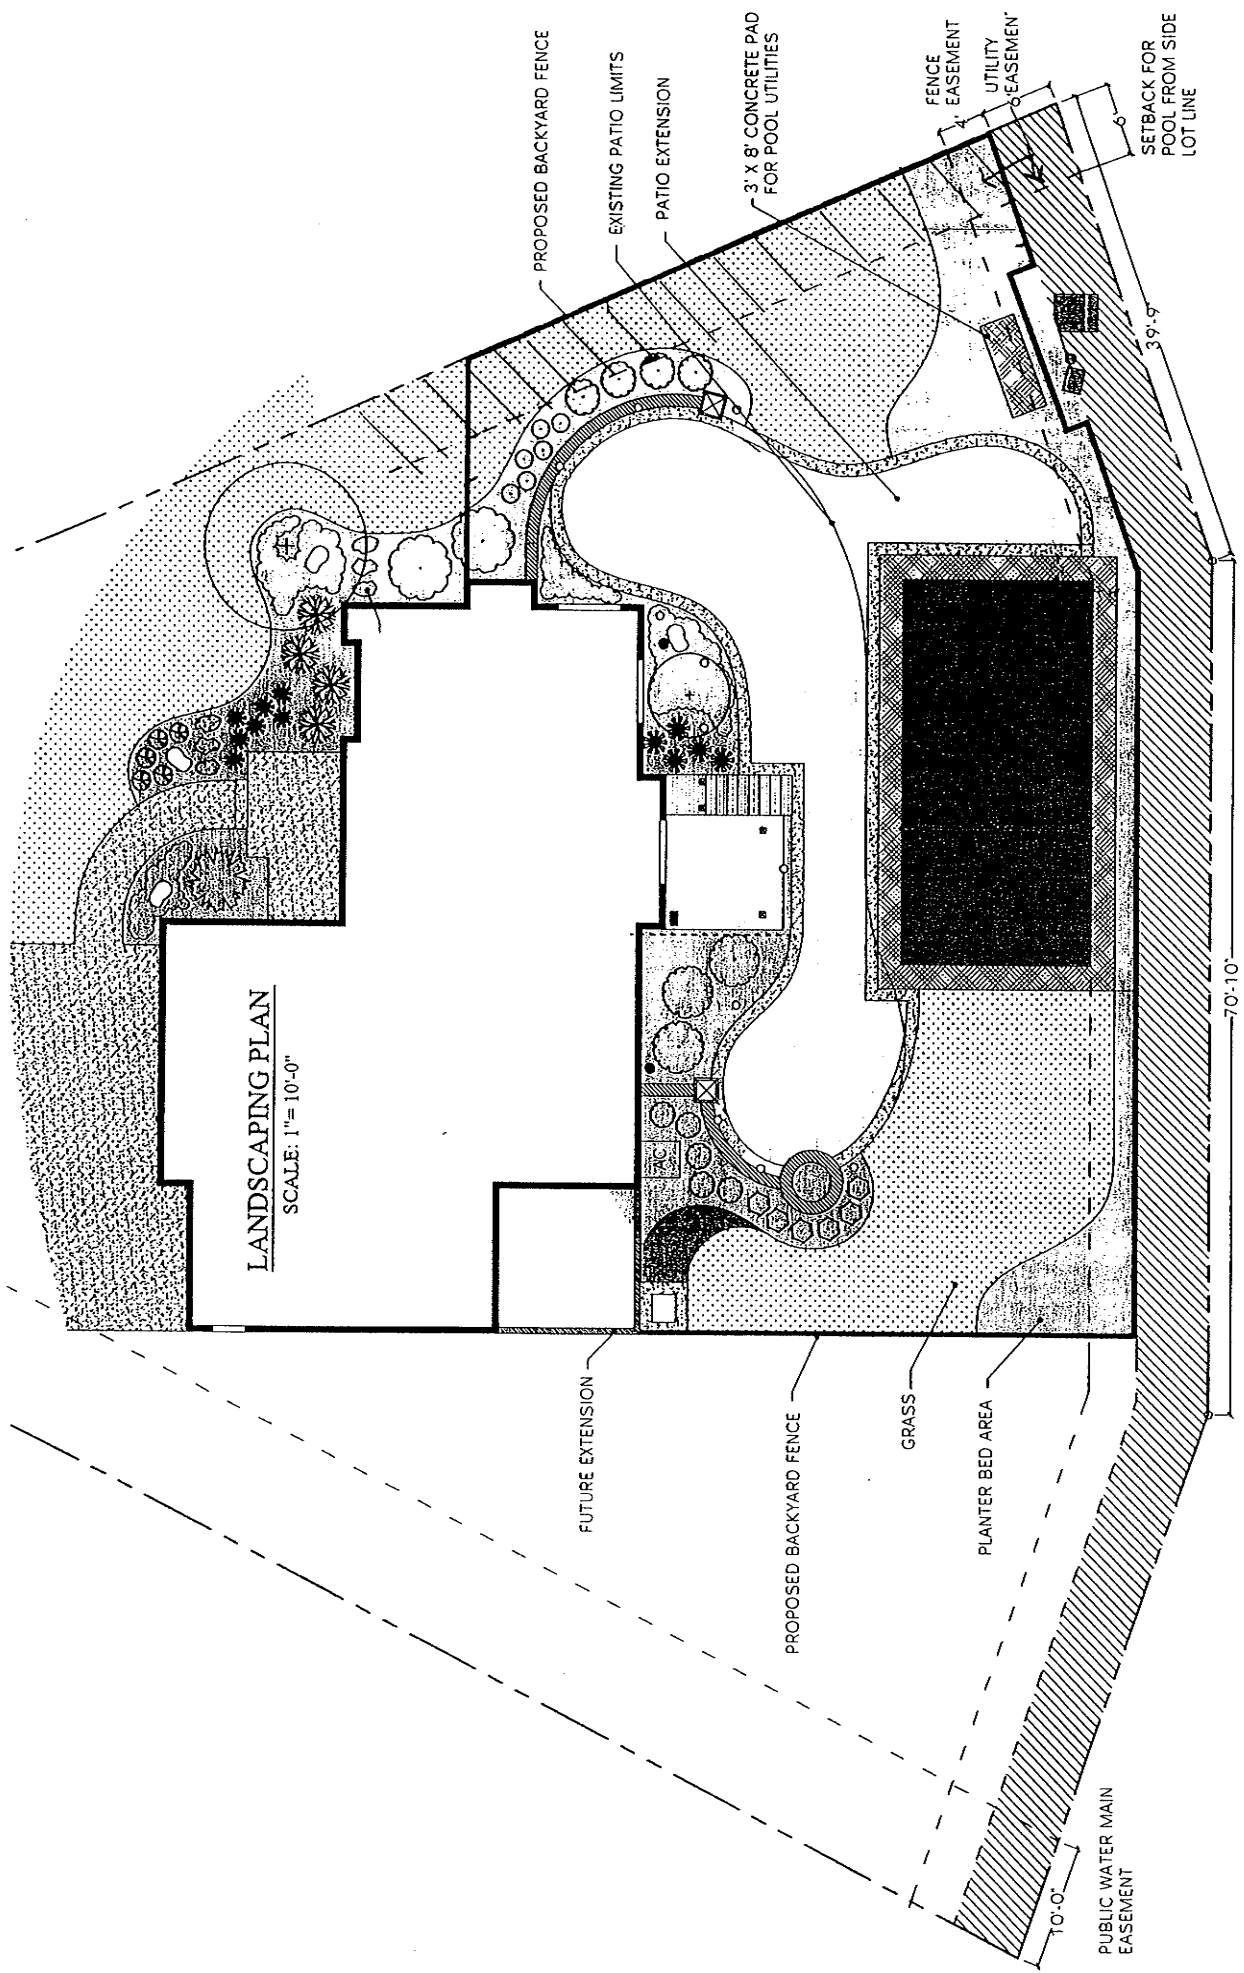 LANDSCAPING PLAN
SCALE: 1"= 10'-0"
PROPOSED BACKYARD FENCE
EXISTING PATIO LIMITS
PATIO EXTENSION
3' X 8' CONCRETE PAD
FOR POOL UTILITIES
FENCE
EASEMENT
4'
UTILITY
EASEMEN
6'
6'
SETBACK FOR
POOL FROM SIDE
LOT LINE
39'-9"
70'-10"
AC
FUTURE EXTENSION
PROPOSED BACKYARD FENCE
GRASS
PLANTER BED AREA
10'-0"
PUBLIC WATER MAIN
EASEMENT